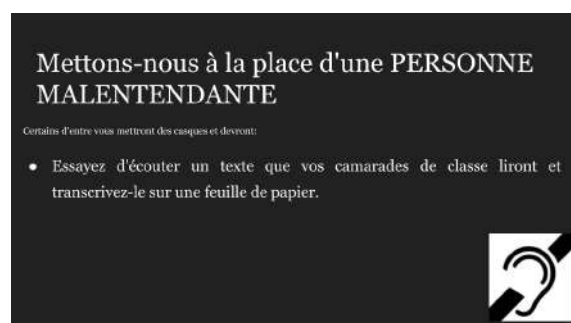 Mettons-nous à la place d'une PERSONNE
MALENTENDANTE
Certains d'entre vous mettront des casques et devront:
● Essayez d'écouter un texte que vos camarades de classe liront et
transcrivez-le sur une feuille de papier.